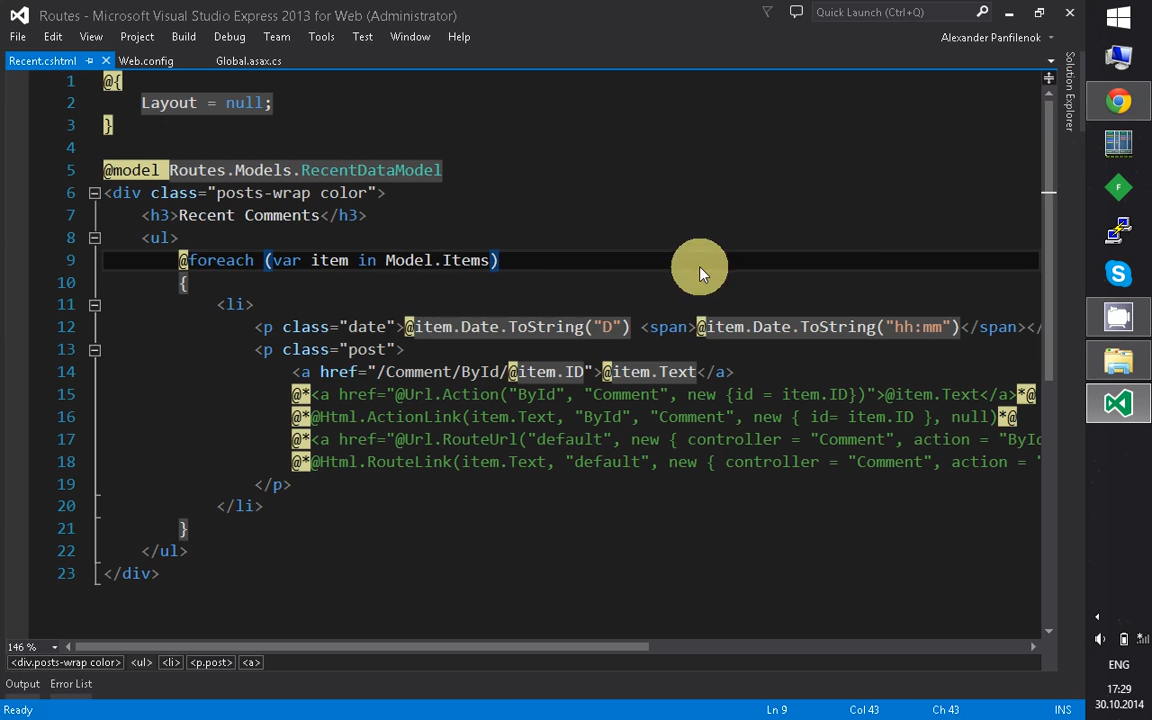 Routes - Microsoft Visual Studio Express 2013 for Web (Administrator)
Quick Launch (Ctrl+Q)
File Edit View Project Build Debug Team Tools Test Window Help
Alexander Panfilenok
Recent.cshtml Web.config Global.asax.cs
Solution Explorer
1 @{
2 Layout = null;
3 }
4
5 @model Routes.Models.RecentDataModel
6 <div class="posts-wrap color">
7 <h3>Recent Comments</h3>
8 <ul>
9 @foreach (var item in Model.Items)
10 {
11 <li>
12 <p class="date">@item.Date.ToString("D") <span>@item.Date.ToString("hh:mm")</span></
13 <p class="post">
14 <a href="/Comment/ById/@item.ID">@item.Text</a>
15 @*<a href="@Url.Action("ById", "Comment", new {id = item.ID})">@item.Text</a>*@
16 @*@Html.ActionLink(item.Text, "ById", "Comment", new { id= item.ID }, null)*@
17 @*<a href="@Url.RouteUrl("default", new { controller = "Comment", action = "ById
18 @*@Html.RouteLink(item.Text, "default", new { controller = "Comment", action = "
19 </p>
20 </li>
21 }
22 </ul>
23 </div>
146 %
<div.posts-wrap color> <ul> <li> <p.post> <a>
Output Error List
Ready Ln 9 Col 43 Ch 43 INS
ENG
17:29
30.10.2014